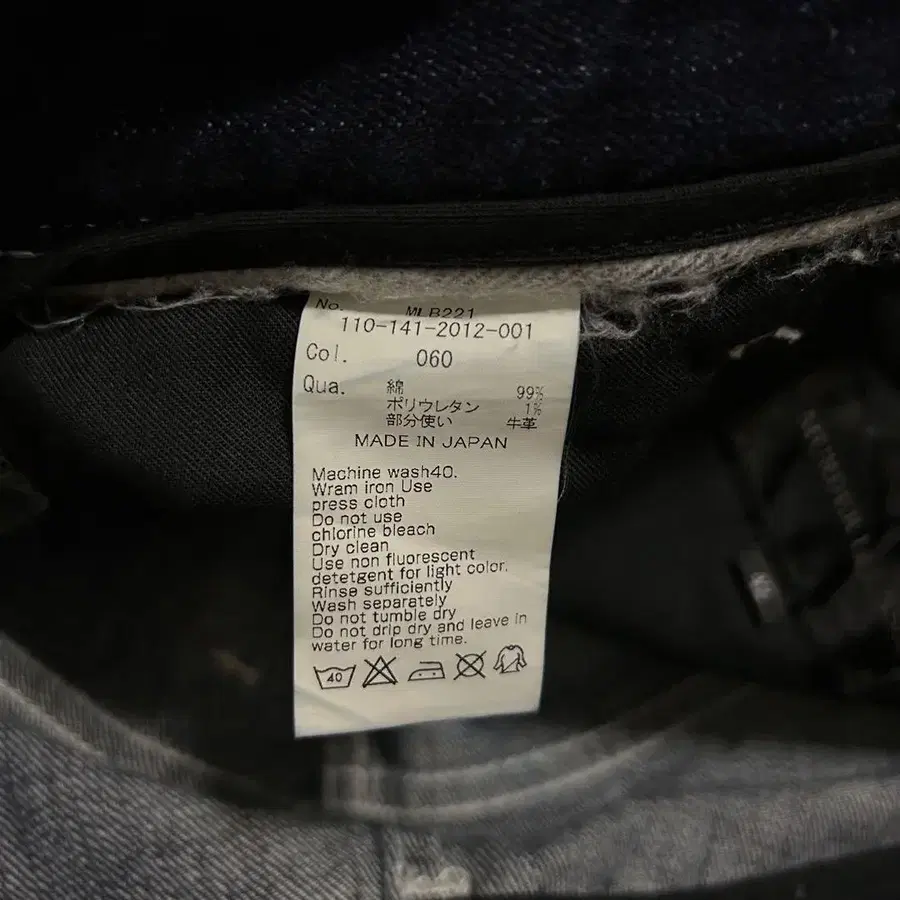 No. MLB221
110-141-2012-001
Col. 060
Qua. 綿 99%
ポリウレタン 1%
部分使い 牛革
MADE IN JAPAN
Machine wash40.
Wram iron Use
press cloth
Do not use
chlorine bleach
Dry clean
Use non fluorescent
detetgent for light color.
Rinse sufficiently
Wash separately
Do not tumble dry
Do not drip dry and leave in
water for long time.
40